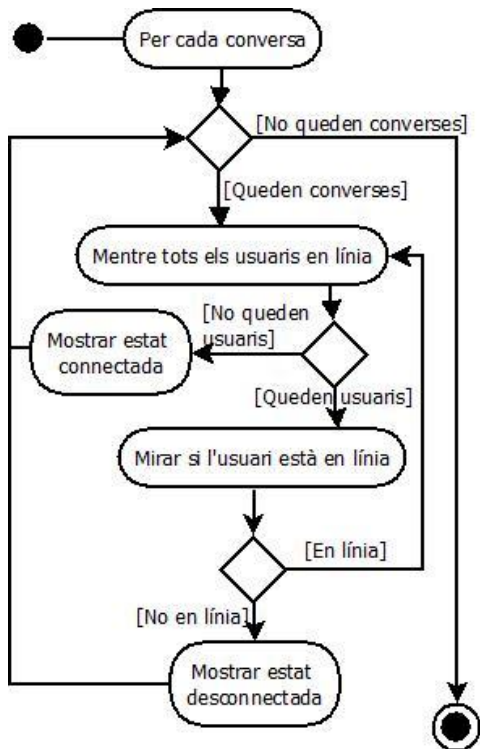 Per cada conversa
[No queden converses]
[Queden converses]
Mentre tots els usuaris en línia
[No queden
usuaris]
Mostrar estat
connectada
[Queden usuaris]
Mirar si l'usuari està en línia
[En línia]
[No en línia]
Mostrar estat
desconnectada